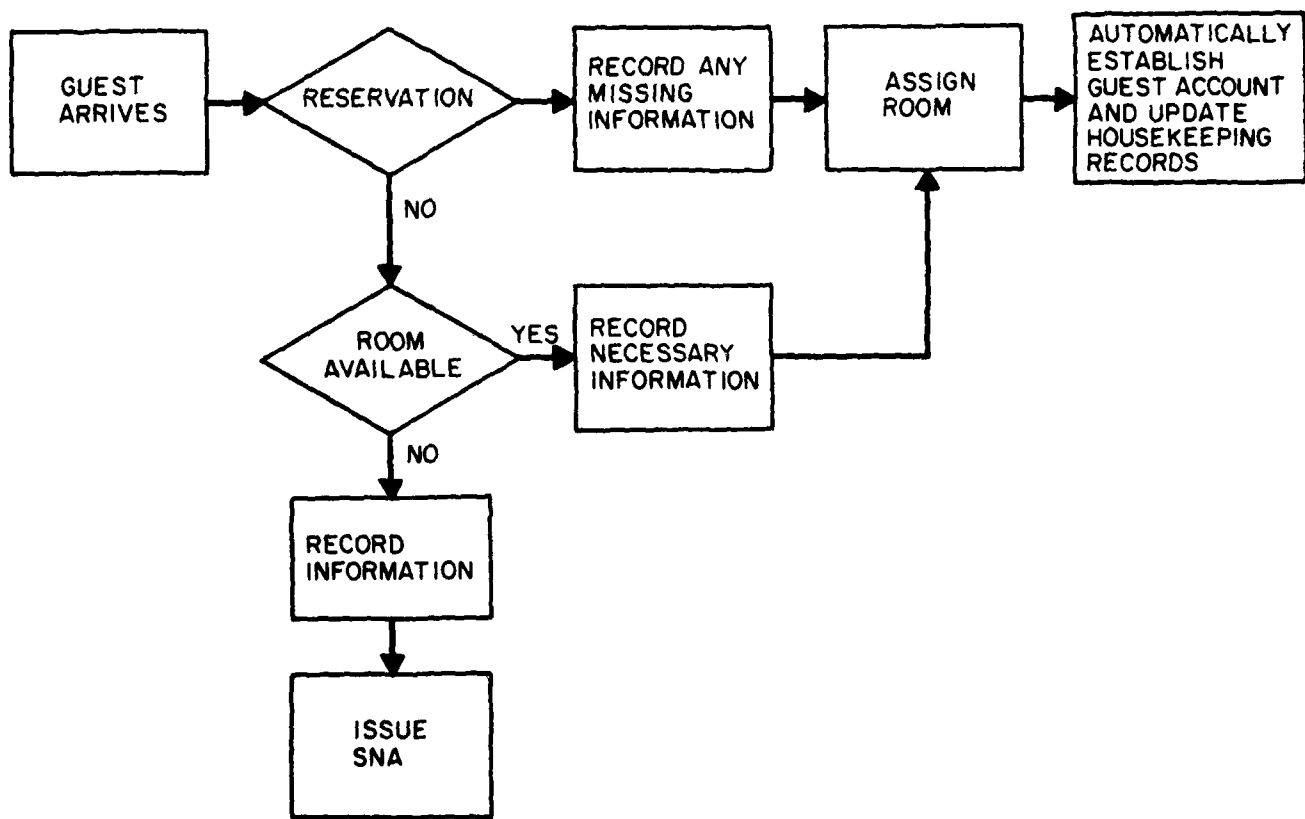 GUEST
ARRIVES
RESERVATION
RECORD ANY
MISSING
INFORMATION
ASSIGN
ROOM
AUTOMATICALLY
ESTABLISH
GUEST ACCOUNT
AND UPDATE
HOUSEKEEPING
RECORDS
NO
ROOM
AVAILABLE
YES
RECORD
NECESSARY
INFORMATION
NO
RECORD
INFORMATION
ISSUE
SNA